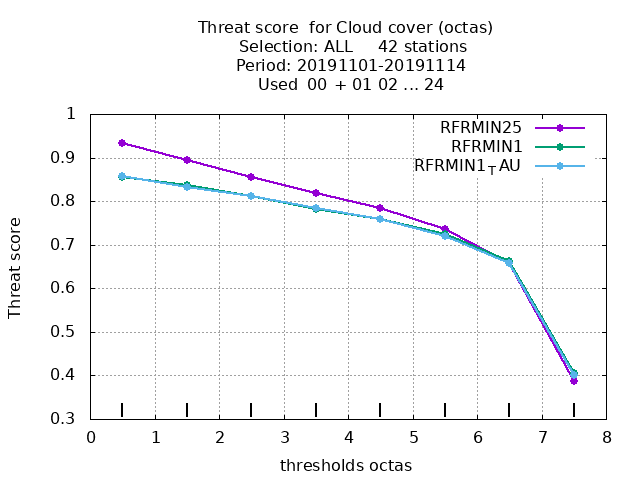 Threat score  for Cloud cover (octas)
Selection: ALL     42 stations
Period: 20191101-20191114
Used  00 + 01 02 ... 24
RFRMIN25
RFRMIN1
RFRMIN1TAU
1
0.9
0.8
0.7
0.6
0.5
0.4
0.3
Threat score
0 1 2 3 4 5 6 7 8
thresholds octas